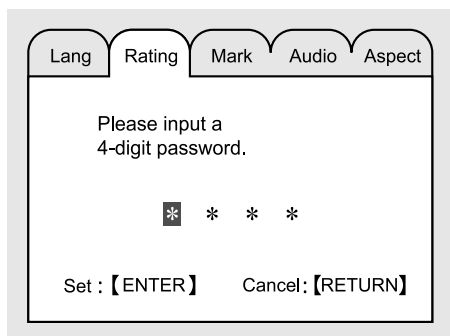 Lang Rating Mark Audio Aspect
Please input a
4-digit password.
* * * *
Set :【ENTER】 Cancel:【RETURN】